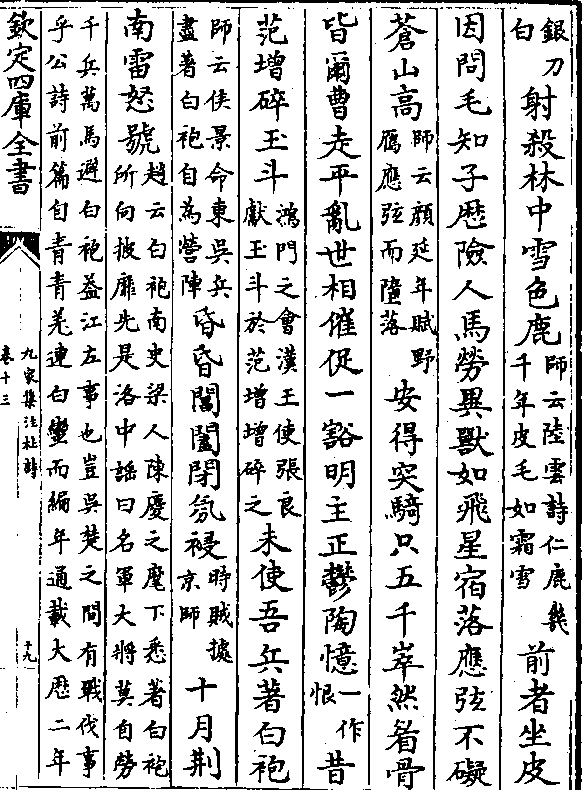 銀刀白射殺林中雪色鹿師云陸雲詩仁鹿幾千年皮毛如霜雪前者坐皮
因問毛知子歴險人馬勞異獸如飛星宿落應弦不礙
蒼山高師云顔延年賦野鴈應弦而墮落安得突騎只五千崒然眉骨
皆爾曹走平亂世相催促一豁明主正鬱陶憶一作恨昔
范增碎玉斗鴻門之會漢王使張良獻玉斗於范增增碎之未使吾兵著白袍
師云侯景命東吳兵盡著白袍自為營陣昏昏閶闔閉氛祲時賊據京師十月荆
南雷怒號趙云白袍南史梁人陳慶之麾下悉著白袍所向披靡先是洛中謡曰名軍大將莫自勞
千兵萬馬避白袍蓋江左事也豈吳楚之間有戰伐事乎公詩前篇自青青羌連白蠻而編年通載大歴二年
欽定四庫全書
九家集注杜詩
卷十三
十九